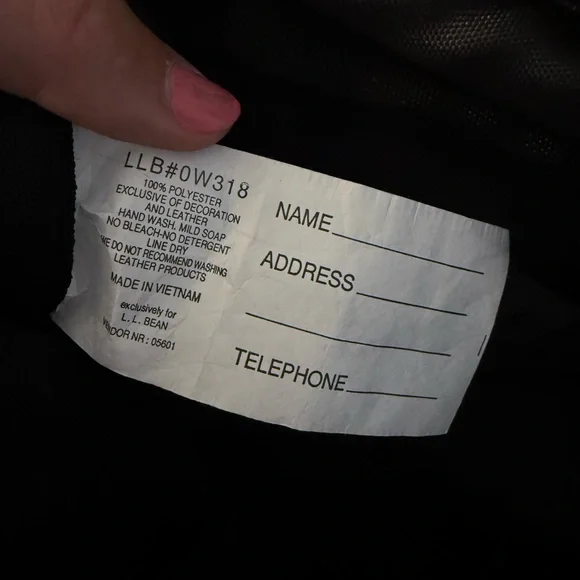 LLB#0W318
100% POLYESTER
EXCLUSIVE OF DECORATION
AND LEATHER
HAND WASH, MILD SOAP
NO BLEACH-NO DETERGENT
LINE DRY
WE DO NOT RECOMMEND WASHING
LEATHER PRODUCTS
MADE IN VIETNAM
exclusively for
L. L. BEAN
VENDOR NR : 05601
NAME
ADDRESS
TELEPHONE